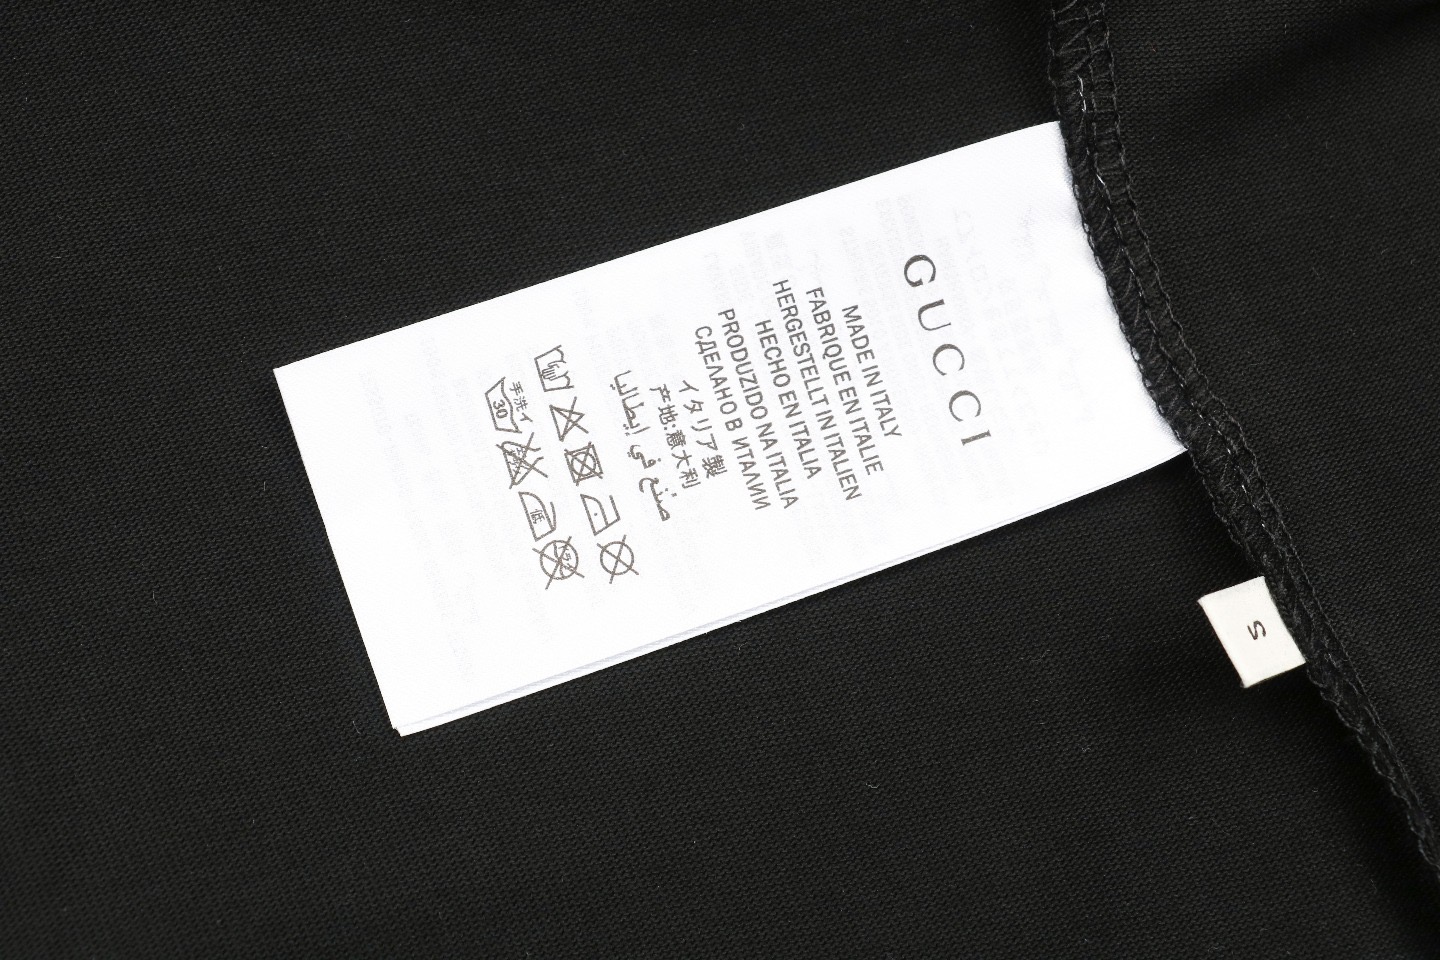 GUCCI
MADE IN ITALY
FABRIQUE EN ITALIE
HERGESTELLT IN ITALIEN
HECHO EN ITALIA
PRODUZIDO NA ITALIA
СДЕЛАНО В ИТАЛИИ
イタリア製
产地:意大利
صنع في إيطاليا
手洗イ
30
低
S